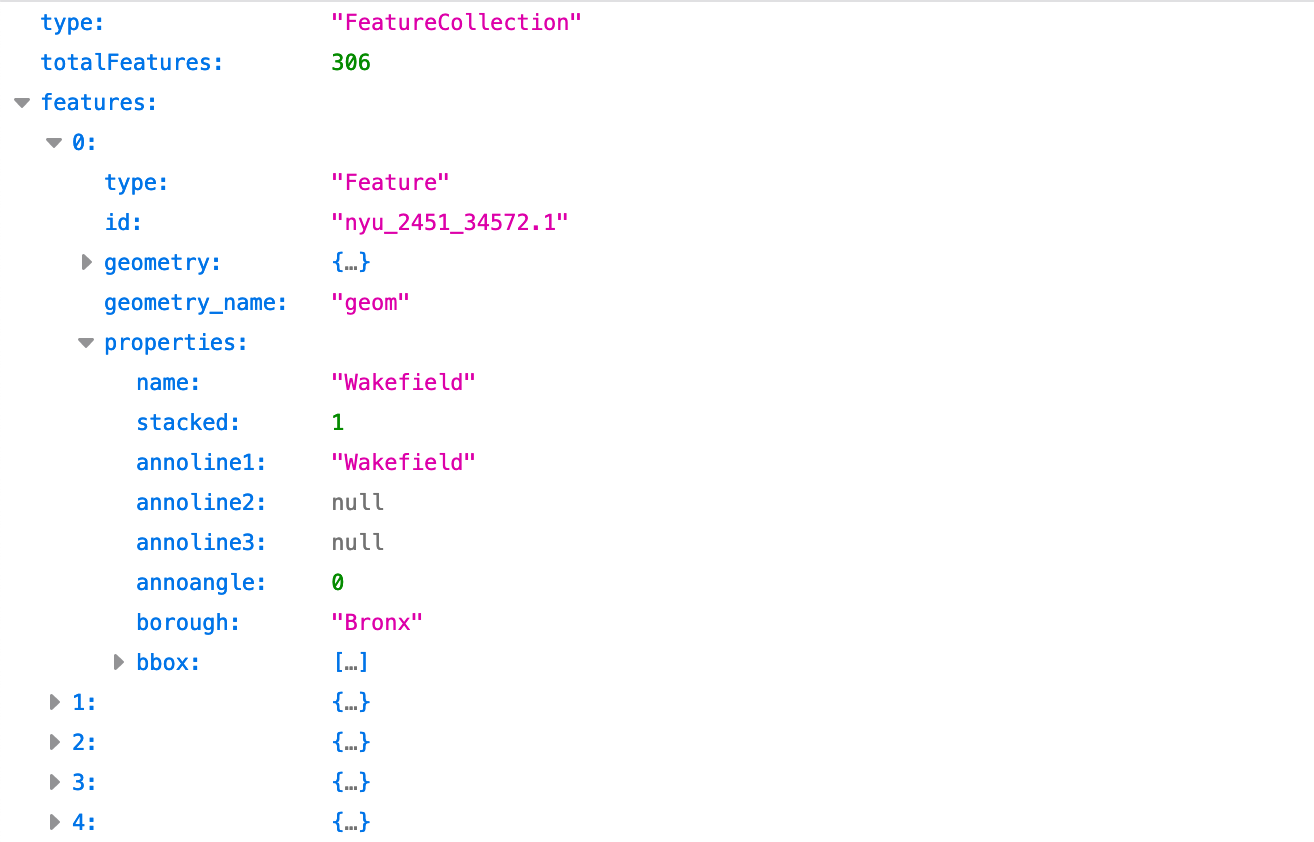 type: "FeatureCollection"
totalFeatures: 306
features:
0:
type: "Feature"
id: "nyu_2451_34572.1"
geometry: {…}
geometry_name: "geom"
properties:
name: "Wakefield"
stacked: 1
annoline1: "Wakefield"
annoline2: null
annoline3: null
annoangle: 0
borough: "Bronx"
bbox: […]
1: {…}
2: {…}
3: {…}
4: {…}